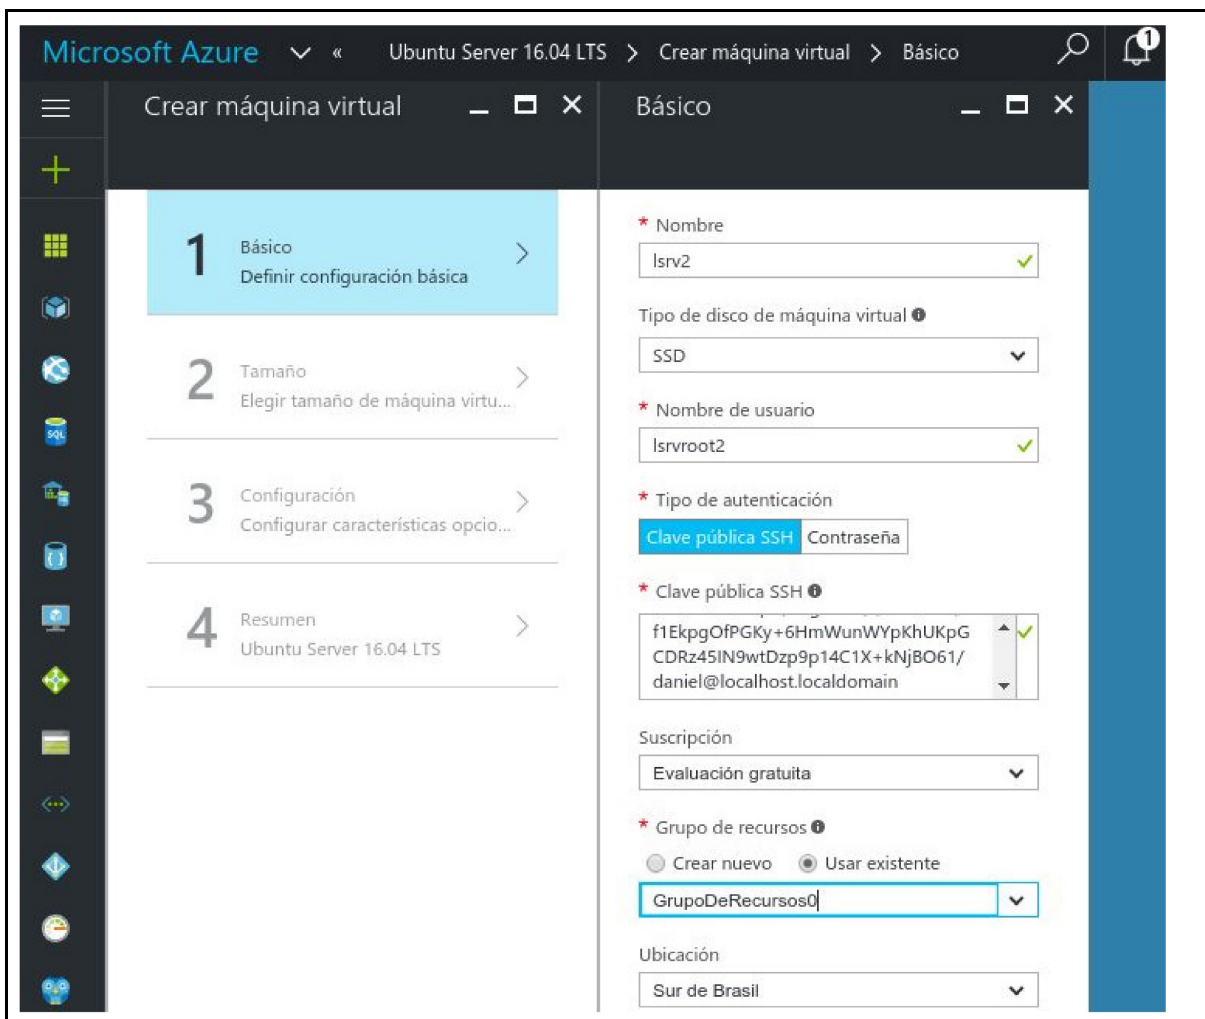 Microsoft Azure « Ubuntu Server 16.04 LTS > Crear máquina virtual > Básico 1
Crear máquina virtual
Básico
1
Básico
Definir configuración básica
2
Tamaño
Elegir tamaño de máquina virtu...
3
Configuración
Configurar características opcio...
4
Resumen
Ubuntu Server 16.04 LTS
SQL
* Nombre
lsrv2
Tipo de disco de máquina virtual
SSD
* Nombre de usuario
lsrvroot2
* Tipo de autenticación
Clave pública SSH Contraseña
* Clave pública SSH
f1EkpgOfPGKy+6HmWunWYpKhUKpG
CDRz45IN9wtDzp9p14C1X+kNjBO61/
daniel@localhost.localdomain
Suscripción
Evaluación gratuita
* Grupo de recursos
Crear nuevo Usar existente
GrupoDeRecursos0
Ubicación
Sur de Brasil